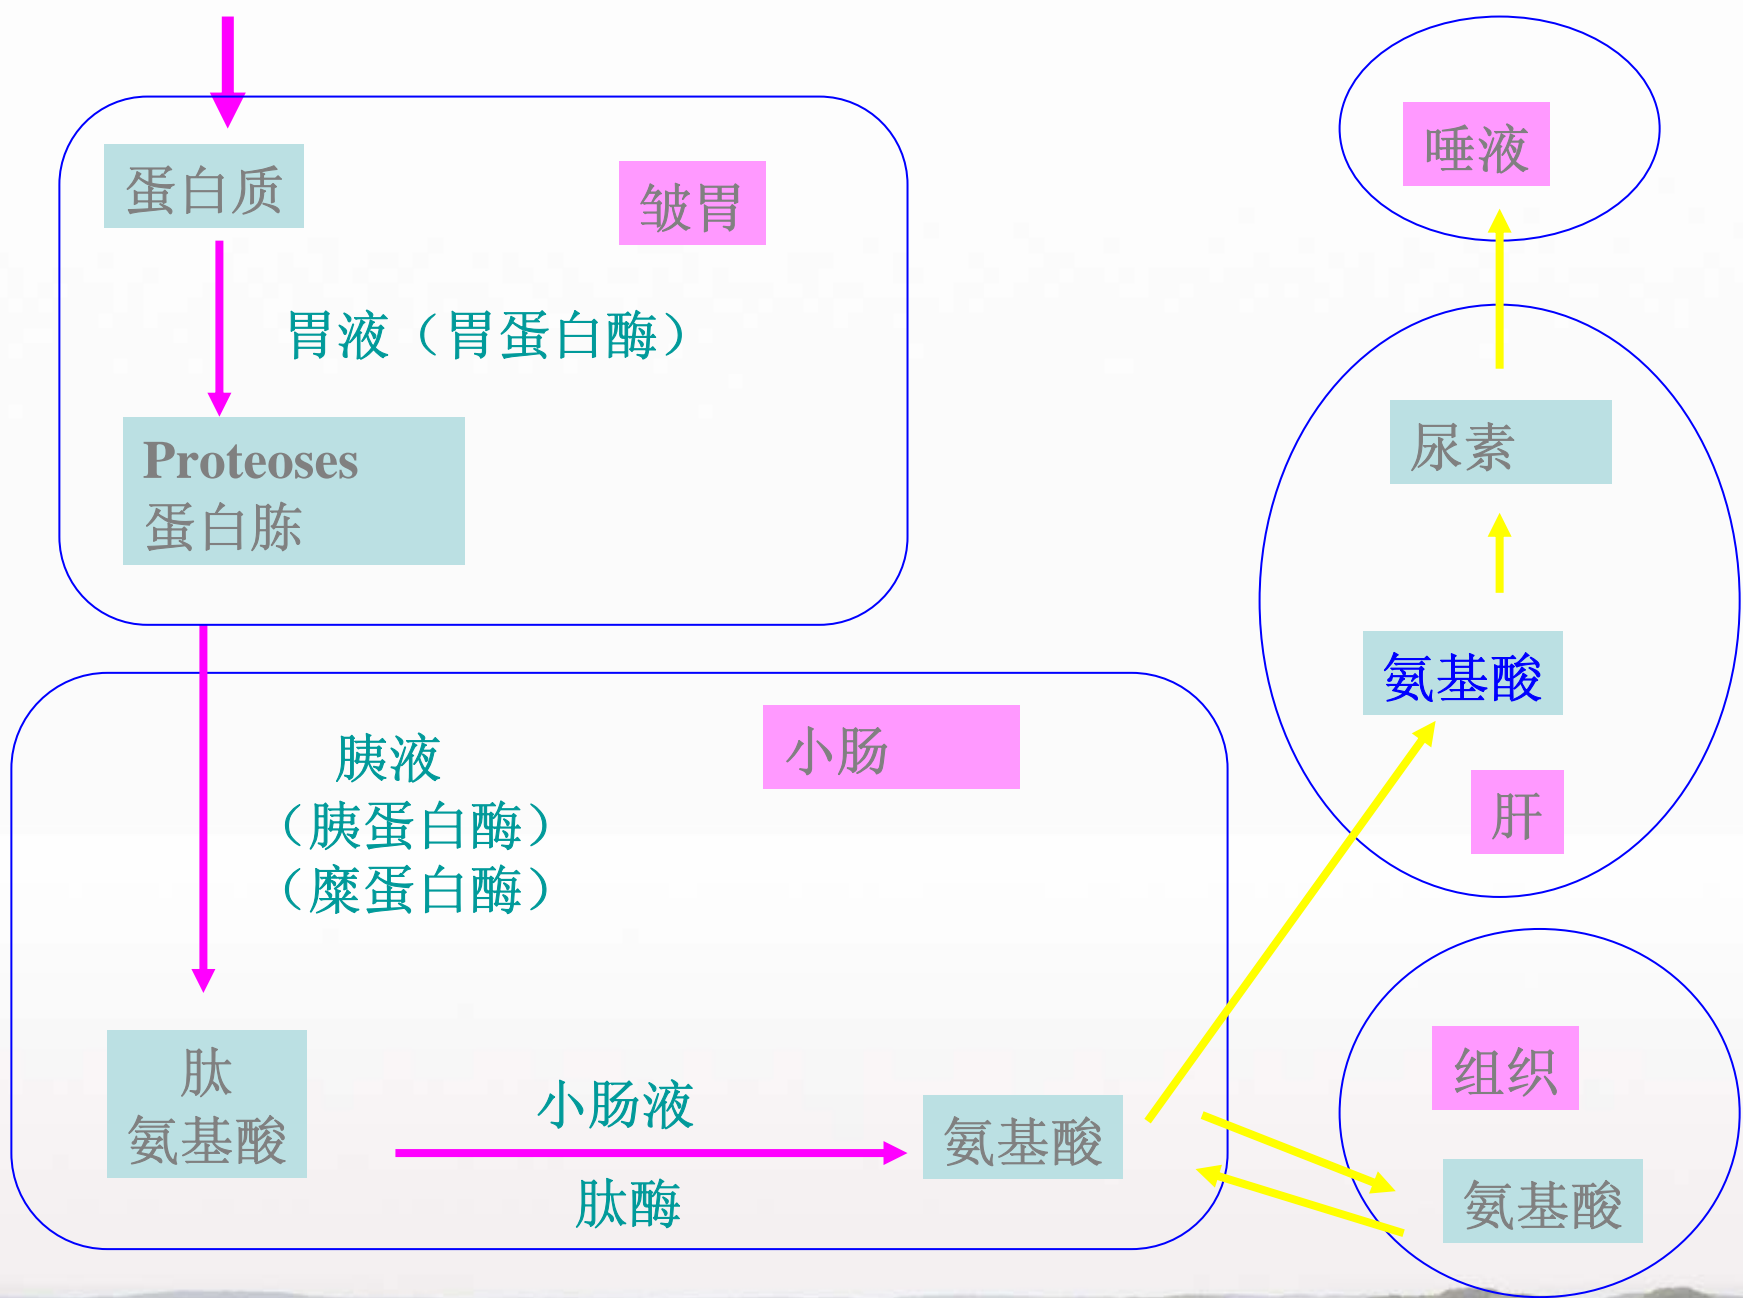 蛋白质
皱胃
胃液（胃蛋白酶）
Proteoses
蛋白胨
胰液
（胰蛋白酶）
（糜蛋白酶）
小肠
肽
氨基酸
小肠液
肽酶
氨基酸
唾液
尿素
氨基酸
肝
组织
氨基酸